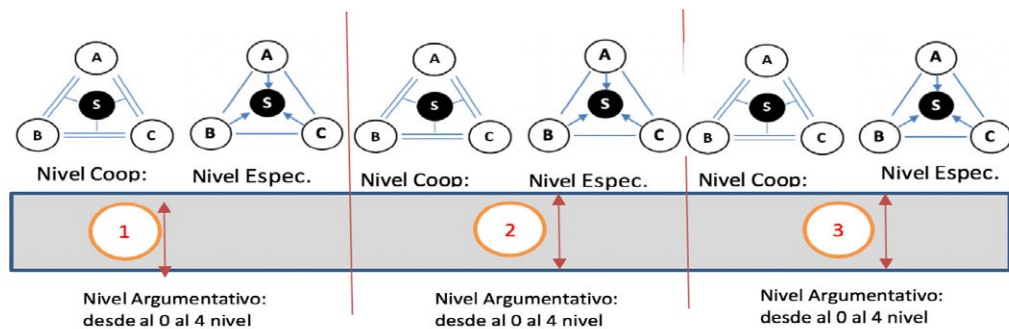 A
A
A
A
A
A
S
S
S
S
S
S
B
C
B
C
B
C
B
C
B
C
B
C
Nivel Coop:
Nivel Espec.
Nivel Coop:
Nivel Espec.
Nivel Coop:
Nivel Espec.
1
2
3
Nivel Argumentativo:
desde al 0 al 4 nivel
Nivel Argumentativo:
desde al 0 al 4 nivel
Nivel Argumentativo:
desde al 0 al 4 nivel